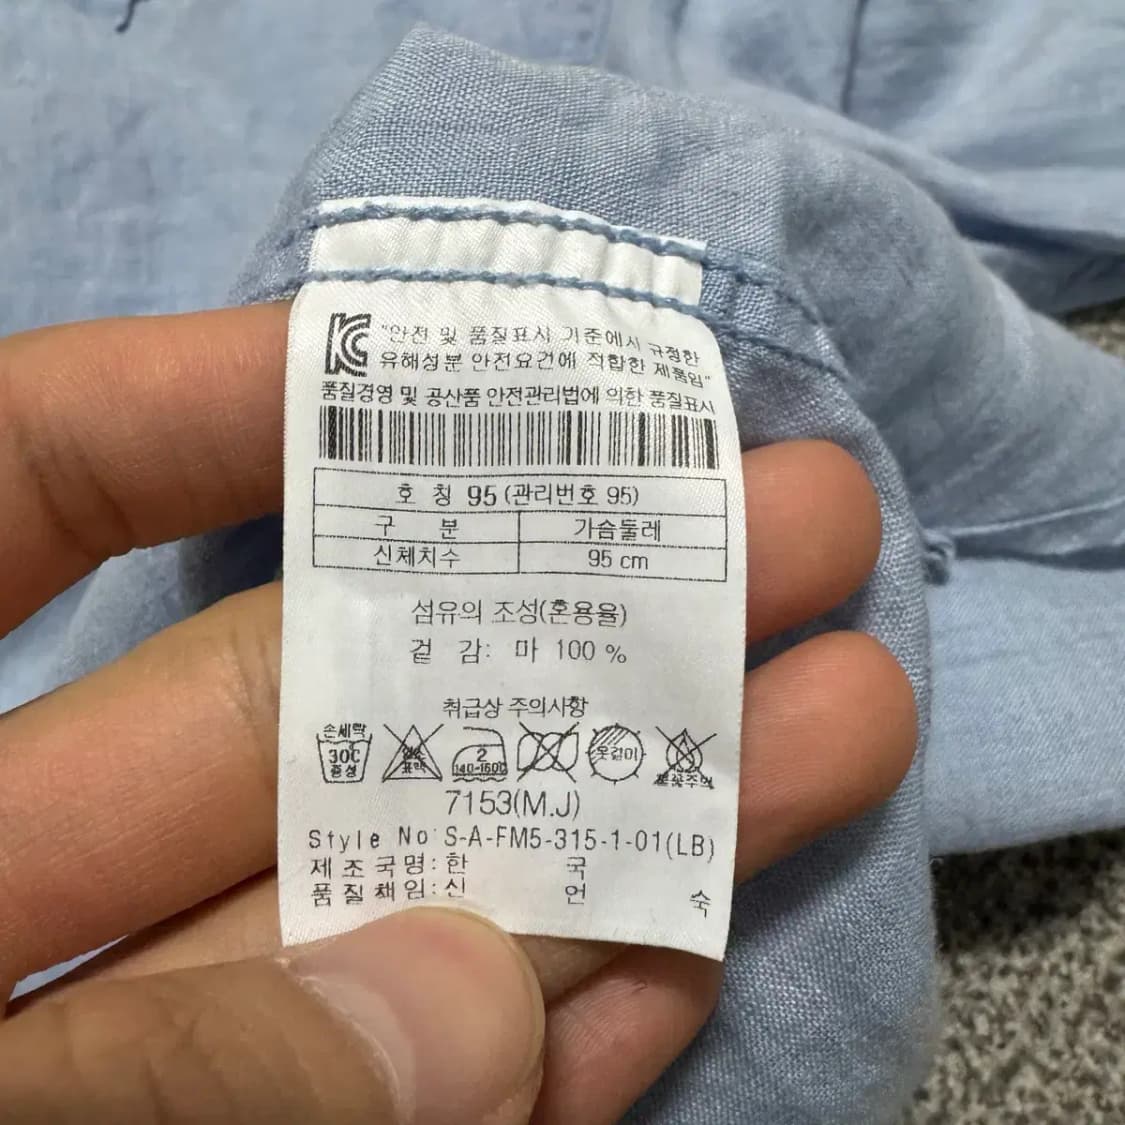 "안전 및 품질표시 기준에서 규정한
유해성분 안전요건에 적합한 제품임"
품질경영 및 공산품 안전관리법에 의한 품질표시
호 칭 95 (관리번호 95)
구 분 가슴둘레
신체치수 95 cm
섬유의 조성(혼용율)
겉 감: 마 100 %
취급상 주의사항
손세탁 30℃ 중성
염소 표백
2 140-160℃
옷걸이
7153(M.J)
Style No: S-A-FM5-315-1-01(LB)
제조국명: 한 국
품질책임: 신 언 숙